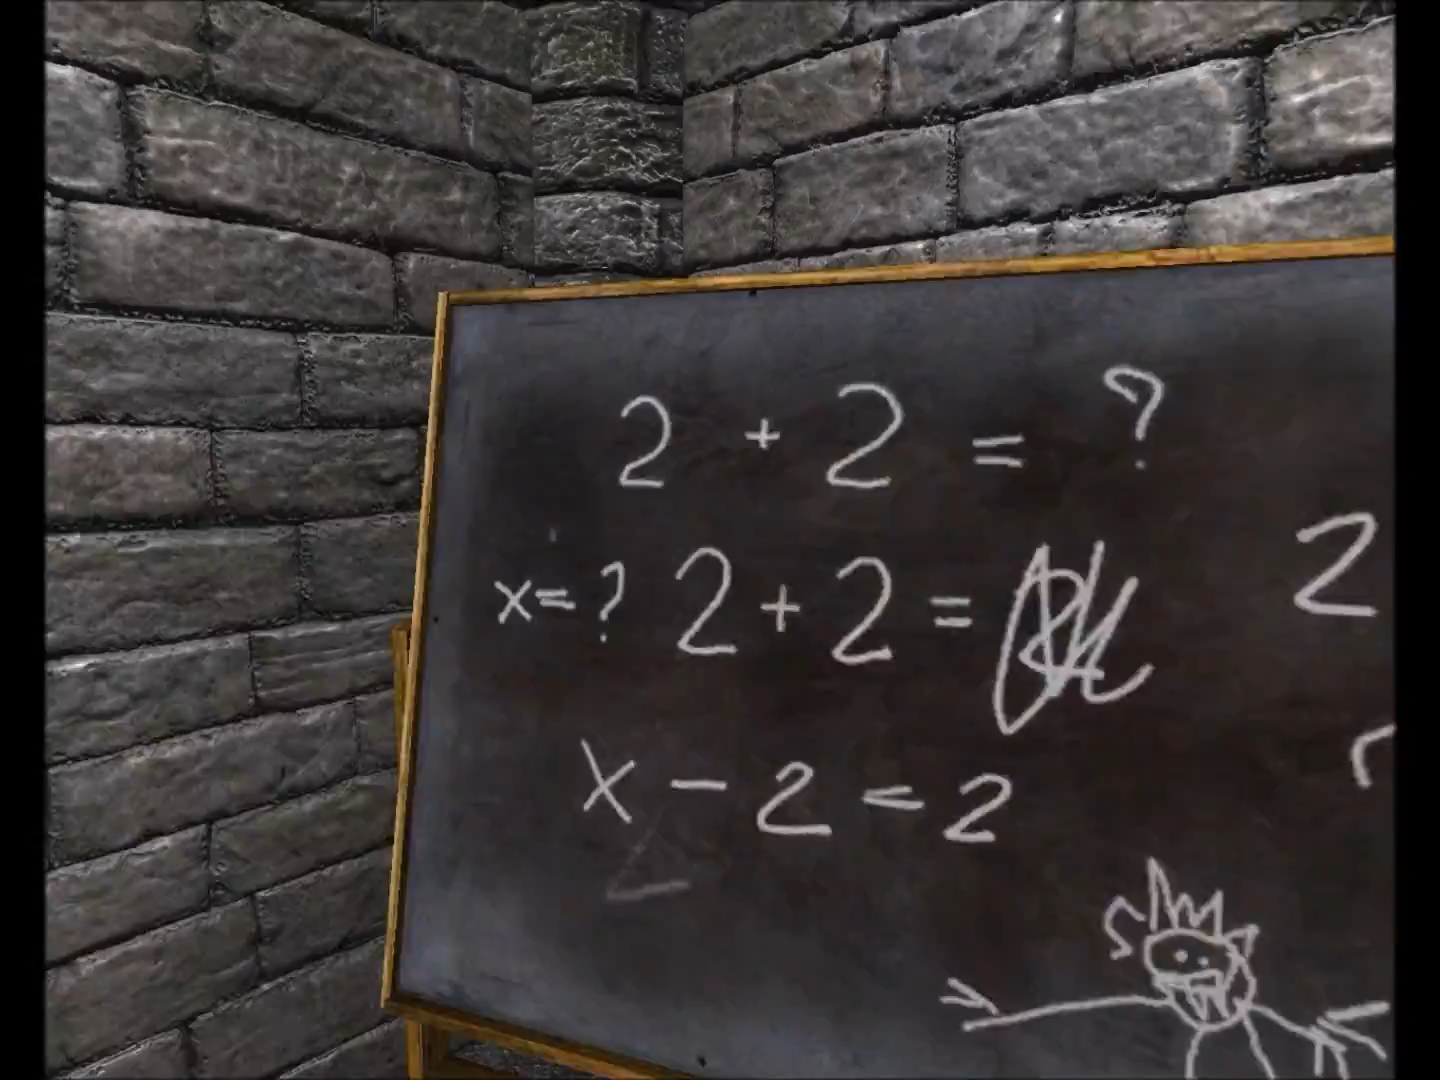 2 + 2 = ?
x = ? 2 + 2 =
2
x - 2 = 2